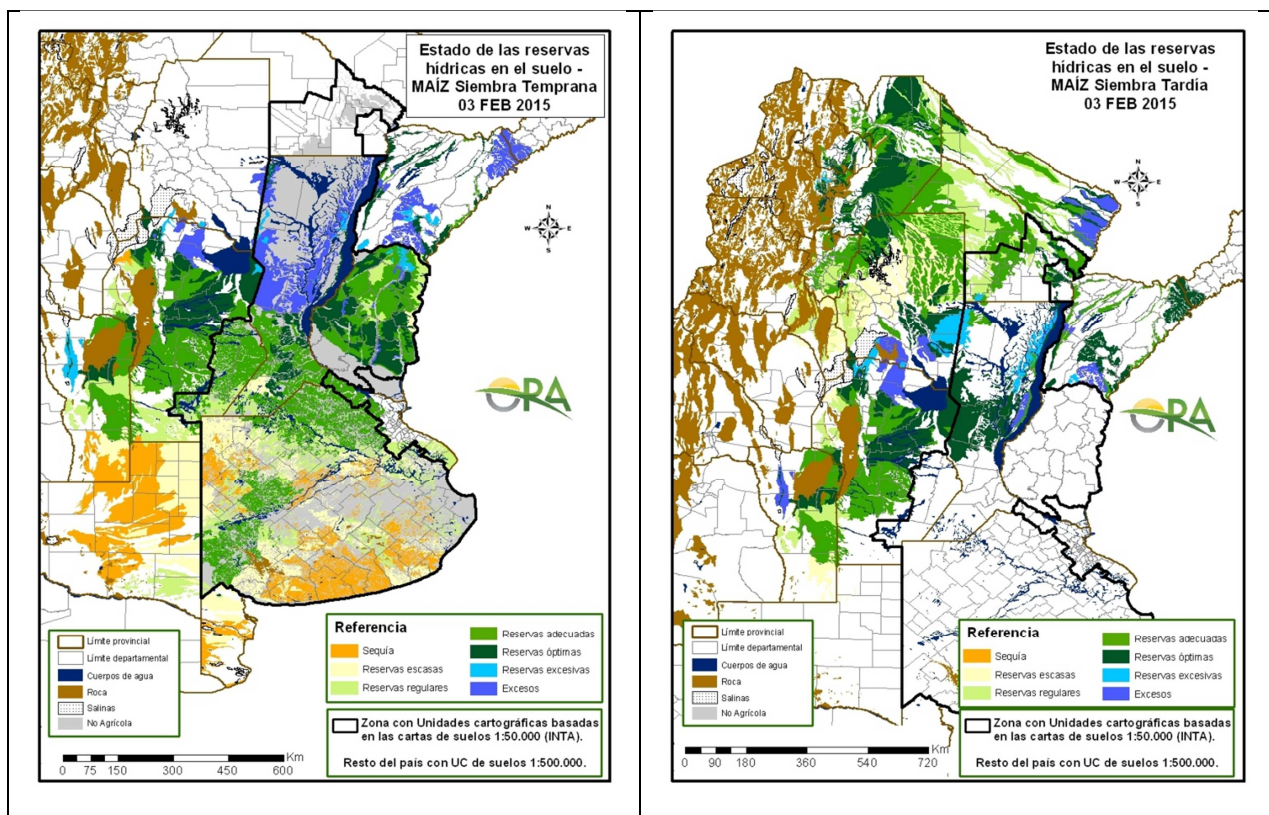 Estado de las reservas
hídricas en el suelo -
MAÍZ Siembra Temprana
03 FEB 2015
N
W
E
S
ORA
Límite provincial
Límite departamental
Cuerpos de agua
Roca
Salinas
No Agrícola
Referencia
Sequía
Reservas escasas
Reservas regulares
Reservas adecuadas
Reservas óptimas
Reservas excesivas
Excesos
Zona con Unidades cartográficas basadas
en las cartas de suelos 1:50.000 (INTA).
Resto del país con UC de suelos 1:500.000.
Km
0 75 150 300 450 600
Estado de las reservas
hídricas en el suelo -
MAÍZ Siembra Tardía
03 FEB 2015
N
W
E
S
ORA
Límite provincial
Límite departamental
Cuerpos de agua
Roca
Salinas
No Agrícola
Referencia
Sequía
Reservas escasas
Reservas regulares
Reservas adecuadas
Reservas óptimas
Reservas excesivas
Excesos
Zona con Unidades cartográficas basadas
en las cartas de suelos 1:50.000 (INTA).
Resto del país con UC de suelos 1:500.000.
Km
0 90 180 360 540 720